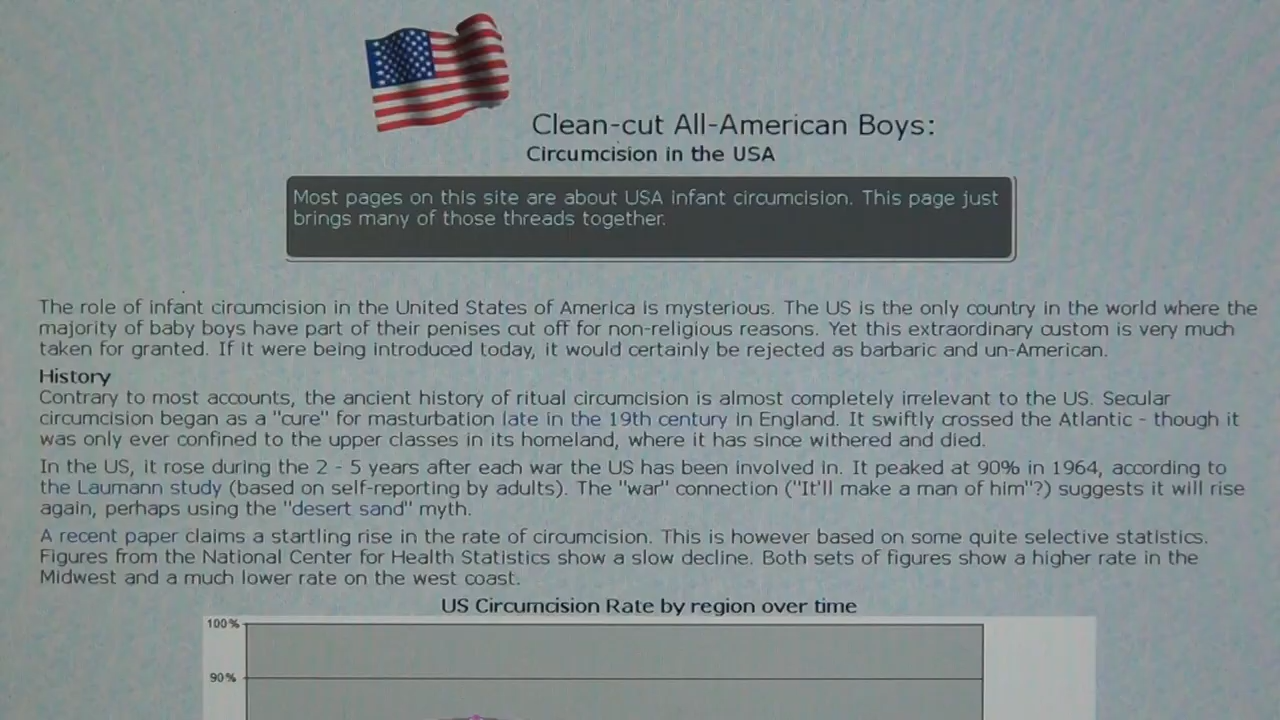 Clean-cut All-American Boys:
Circumcision in the USA
Most pages on this site are about USA infant circumcision. This page just
brings many of those threads together.
The role of infant circumcision in the United States of America is mysterious. The US is the only country in the world where the
majority of baby boys have part of their penises cut off for non-religious reasons. Yet this extraordinary custom is very much
taken for granted. If it were being introduced today, it would certainly be rejected as barbaric and un-American.
History
Contrary to most accounts, the ancient history of ritual circumcision is almost completely irrelevant to the US. Secular
circumcision began as a "cure" for masturbation late in the 19th century in England. It swiftly crossed the Atlantic - though it
was only ever confined to the upper classes in its homeland, where it has since withered and died.
In the US, it rose during the 2 - 5 years after each war the US has been involved in. It peaked at 90% in 1964, according to
the Laumann study (based on self-reporting by adults). The "war" connection ("It'll make a man of him"?) suggests it will rise
again, perhaps using the "desert sand" myth.
A recent paper claims a startling rise in the rate of circumcision. This is however based on some quite selective statistics.
Figures from the National Center for Health Statistics show a slow decline. Both sets of figures show a higher rate in the
Midwest and a much lower rate on the west coast.
US Circumcision Rate by region over time
100%
90%